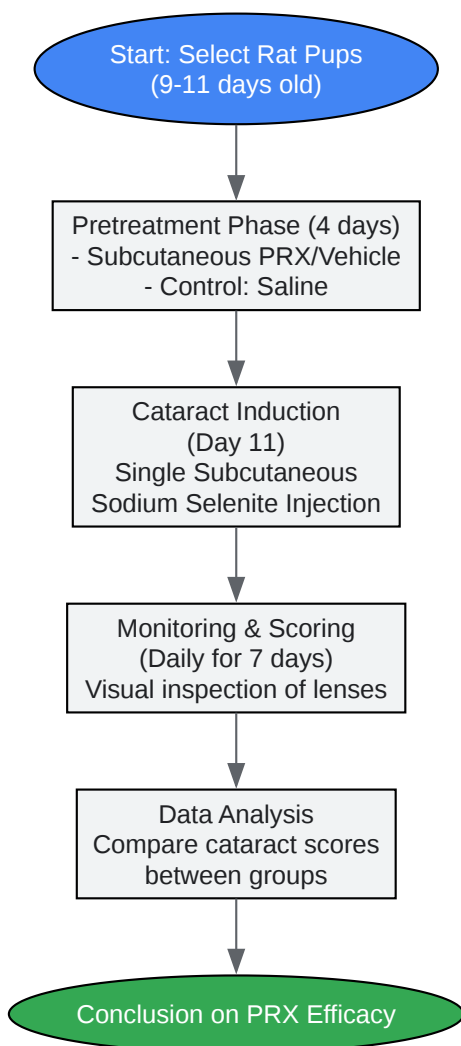 Start: Select Rat Pups
(9-11 days old)
Pretreatment Phase (4 days)
- Subcutaneous PRX/Vehicle
- Control: Saline
Cataract Induction
(Day 11)
Single Subcutaneous
Sodium Selenite Injection
Monitoring & Scoring
(Daily for 7 days)
Visual inspection of lenses
Data Analysis
Compare cataract scores
between groups
Conclusion on PRX Efficacy